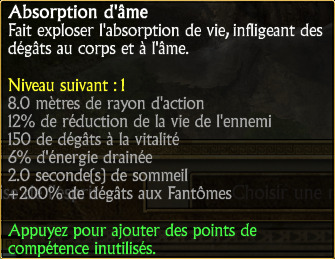 Absorption d'âme
Fait exploser l'absorption de vie, infligeant des
dégâts au corps et à l'âme.
Niveau suivant : 1
8.0 mètres de rayon d'action
12% de réduction de la vie de l'ennemi
150 de dégâts à la vitalité
6% d'énergie drainée
2.0 seconde(s) de sommeil
+200% de dégâts aux Fantômes
Choisir une
Appuyez pour ajouter des points de
compétence inutilisés.